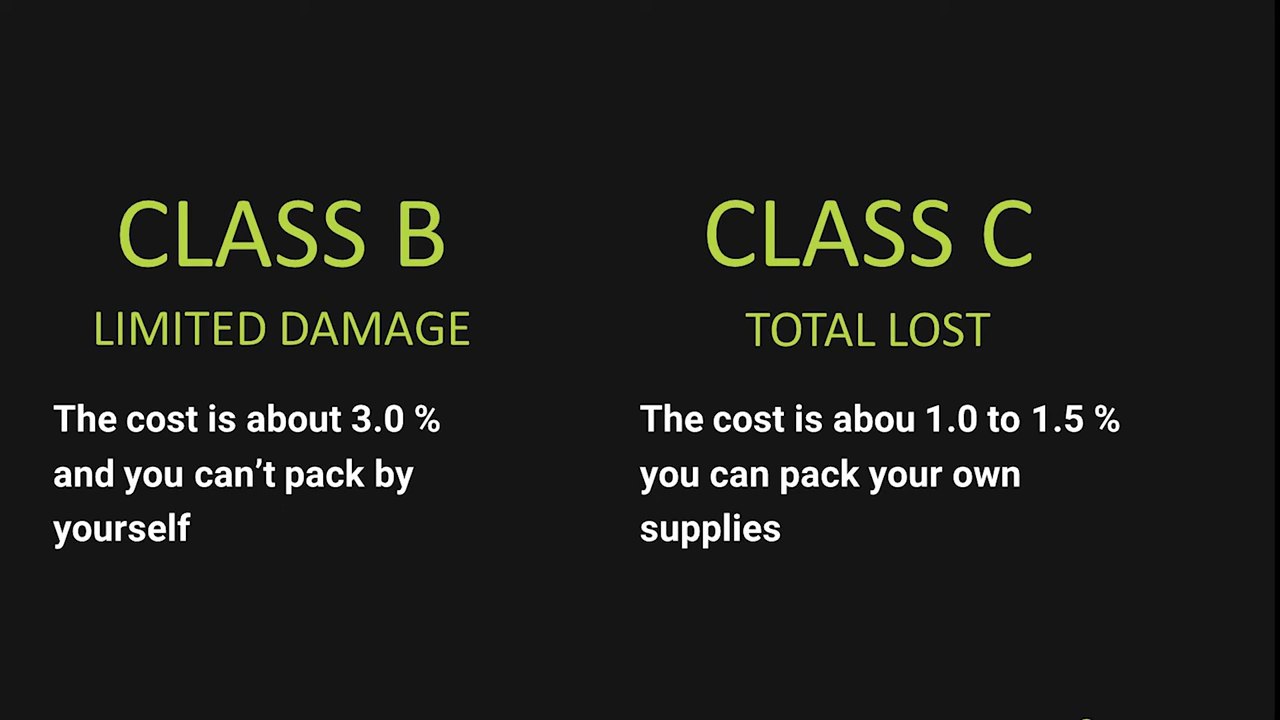 CLASS B
LIMITED DAMAGE
The cost is about 3.0 %
and you can’t pack by
yourself
CLASS C
TOTAL LOST
The cost is abou 1.0 to 1.5 %
you can pack your own
supplies